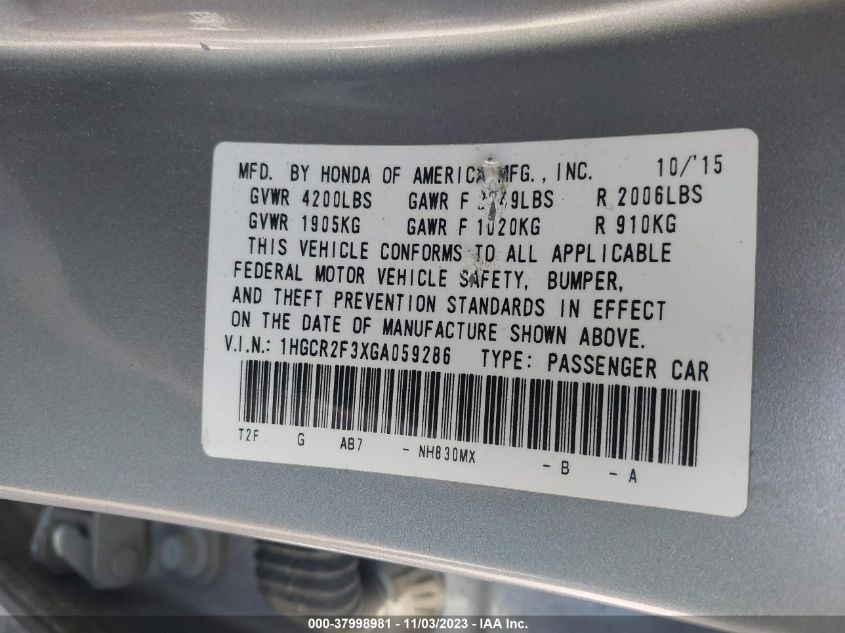 MFD. BY HONDA OF AMERICA MFG., INC. 10/'15
GVWR 4200LBS GAWR F LBS R 2006LBS
GVWR 1905KG GAWR F 1020KG R 910KG
THIS VEHICLE CONFORMS TO ALL APPLICABLE
FEDERAL MOTOR VEHICLE SAFETY, BUMPER,
AND THEFT PREVENTION STANDARDS IN EFFECT
ON THE DATE OF MANUFACTURE SHOWN ABOVE.
V.I.N.: 1HGCR2F3XGA059286 TYPE: PASSENGER CAR
T2F G AB7 - NH830MX - B - A
000-37998981 - 11/03/2023 - IAA Inc.